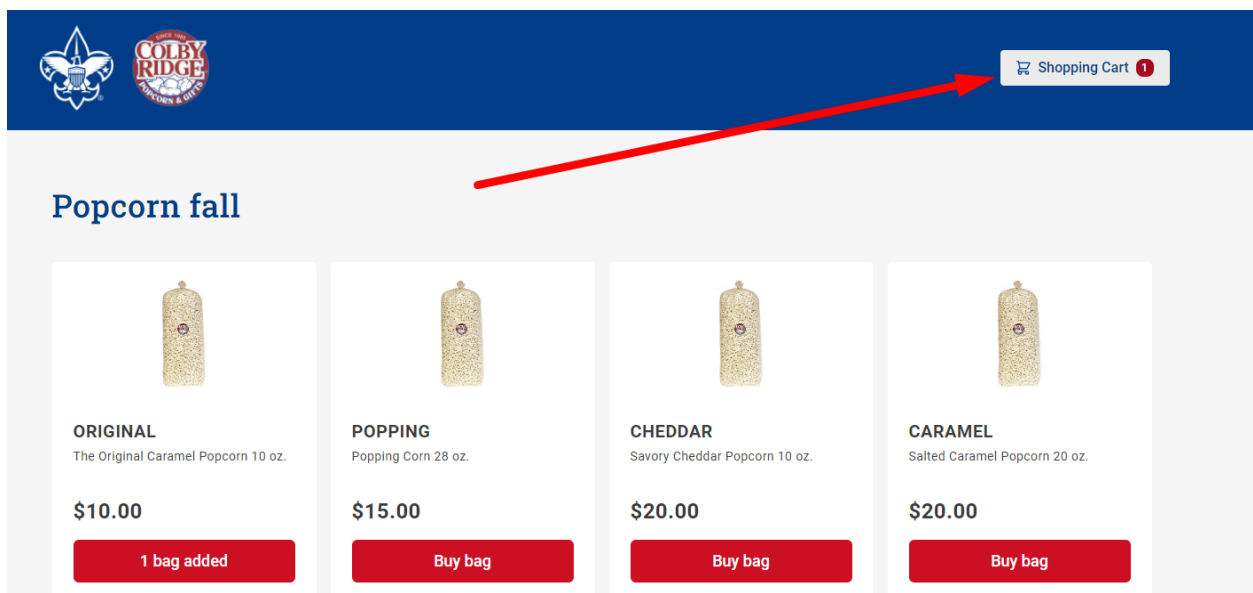 SINCE 1983
COLBY
RIDGE
POPCORN & GIFTS
Shopping Cart 1
Popcorn fall
ORIGINAL
The Original Caramel Popcorn 10 oz.
$10.00
1 bag added
POPPING
Popping Corn 28 oz.
$15.00
Buy bag
CHEDDAR
Savory Cheddar Popcorn 10 oz.
$20.00
Buy bag
CARAMEL
Salted Caramel Popcorn 20 oz.
$20.00
Buy bag